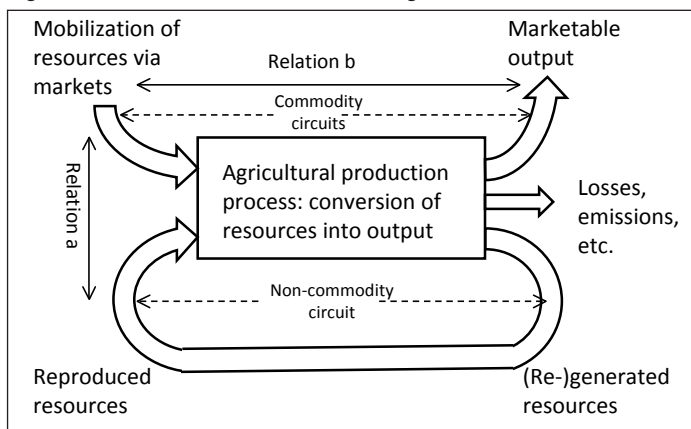 Mobilization of
resources via
markets
Marketable
output
Relation b
Commodity
circuits
Relation a
Agricultural production
process: conversion of
resources into output
Losses,
emissions,
etc.
Non-commodity
circuit
Reproduced
resources
(Re-)generated
resources